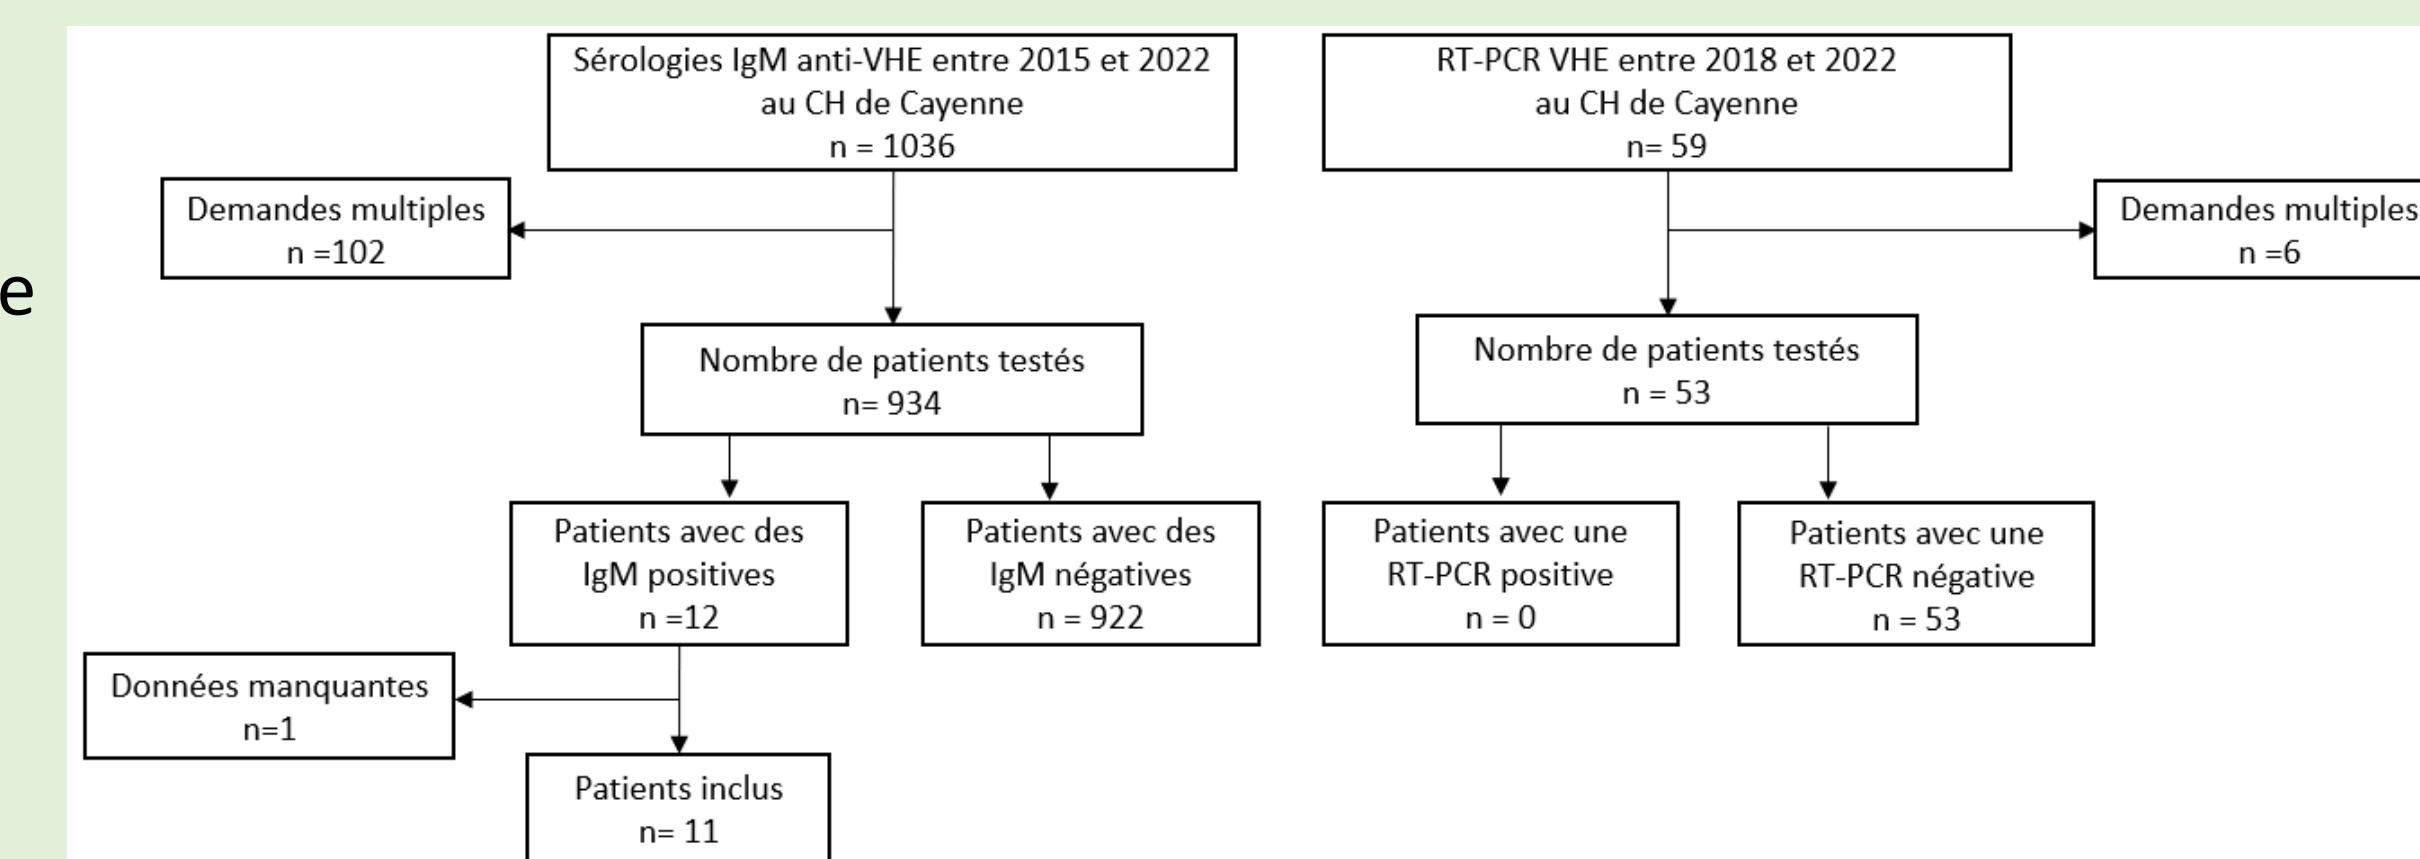 Sérologies IgM anti-VHE entre 2015 et 2022
au CH de Cayenne
n = 1036
RT-PCR VHE entre 2018 et 2022
au CH de Cayenne
n= 59
Demandes multiples
n =102
Demandes multiples
n =6
e
Nombre de patients testés
n= 934
Nombre de patients testés
n = 53
Patients avec des
IgM positives
n =12
Patients avec des
IgM négatives
n = 922
Patients avec une
RT-PCR positive
n = 0
Patients avec une
RT-PCR négative
n = 53
Données manquantes
n=1
Patients inclus
n= 11